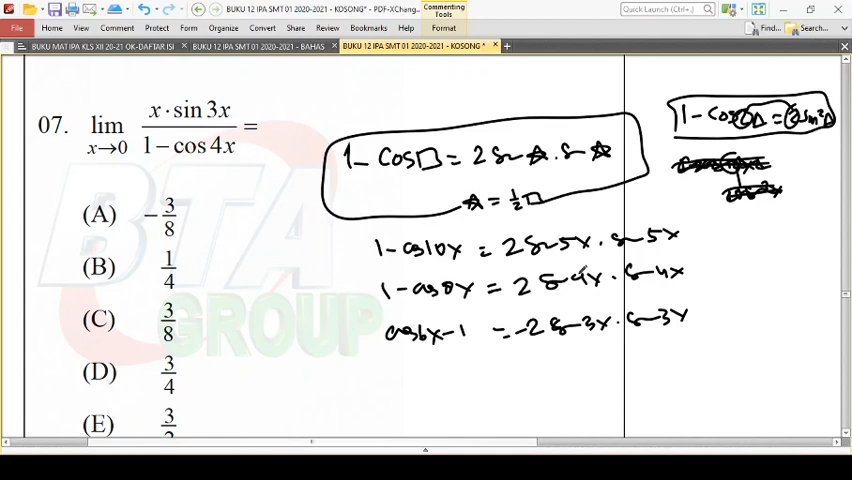 BUKU 12 IPA SMT 01 2020-2021 - KOSONG* - PDF-XChang
Commenting Tools
Quick Launch (Ctrl+.)
File Home View Comment Protect Form Organize Convert Share Review Bookmarks Help Format Find... Search...
BUKU MAT IPA KLS XII 20-21 OK-DAFTAR ISI × BUKU 12 IPA SMT 01 2020-2021 - BAHAS × BUKU 12 IPA SMT 01 2020-2021 - KOSONG * ×
07. lim x→0 x · sin 3x / 1 − cos 4x =
(A) − 3/8
(B) 1/4
(C) 3/8
(D) 3/4
(E) 3
BTA GROUP
1 - cos □ = 2 sin ☆ . sin ☆
☆ = 1/2 □
1 - cos 10x = 2 sin 5x . sin 5x
1 - cos 8x = 2 sin 4x . sin 4x
cos 6x - 1 = -2 sin 3x . sin 3x